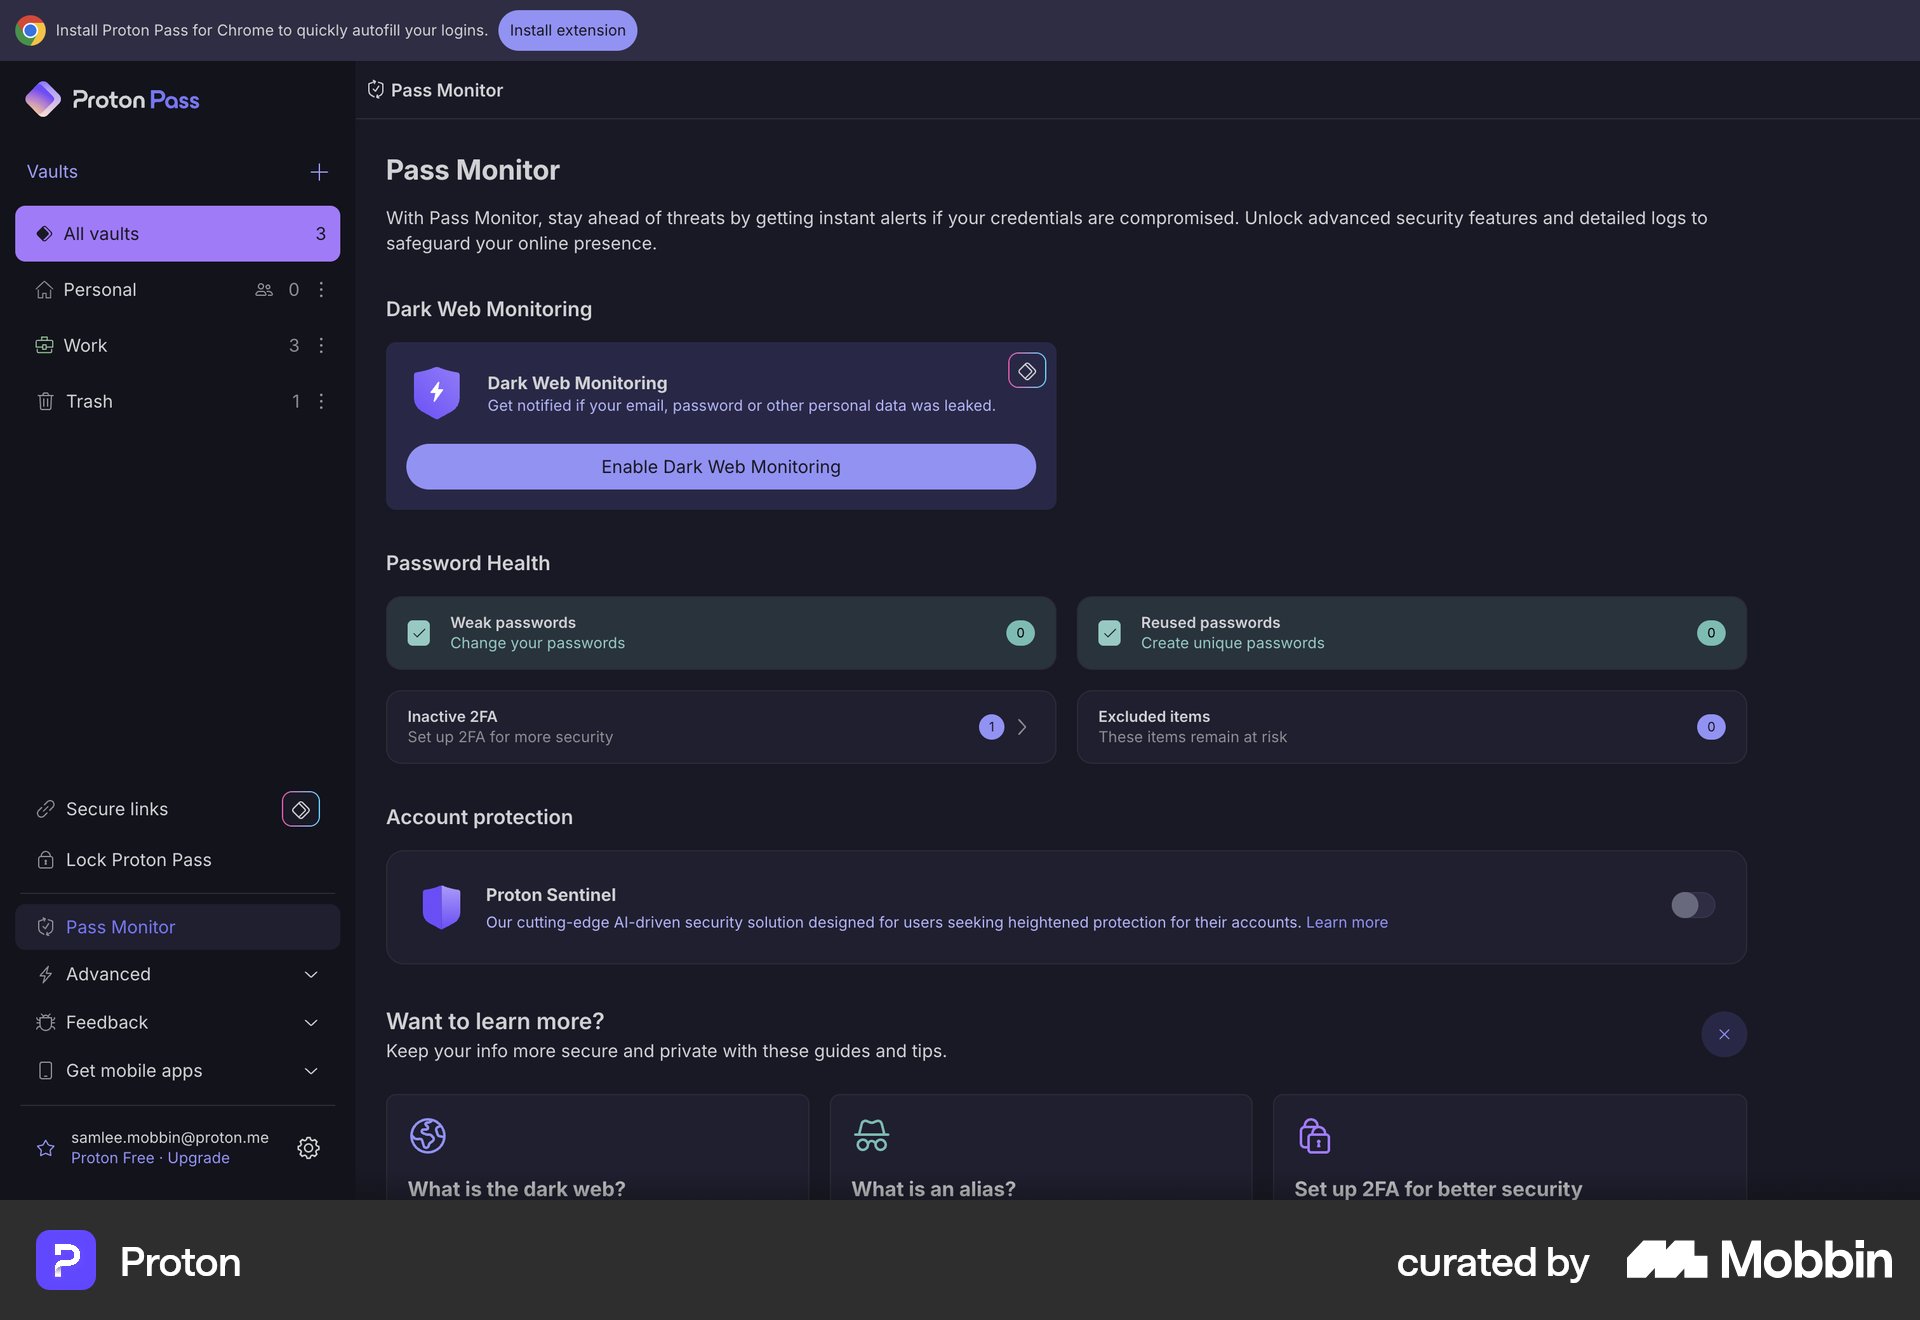 Install Proton Pass for Chrome to quickly autofill your logins.
Install extension
Proton Pass
Vaults
All vaults 3
Personal 0
Work 3
Trash 1
Secure links
Lock Proton Pass
Pass Monitor
Advanced
Feedback
Get mobile apps
samlee.mobbin@proton.me
Proton Free · Upgrade
Pass Monitor
Pass Monitor
With Pass Monitor, stay ahead of threats by getting instant alerts if your credentials are compromised. Unlock advanced security features and detailed logs to
safeguard your online presence.
Dark Web Monitoring
Dark Web Monitoring
Get notified if your email, password or other personal data was leaked.
Enable Dark Web Monitoring
Password Health
Weak passwords
Change your passwords
0
Reused passwords
Create unique passwords
0
Inactive 2FA
Set up 2FA for more security
1
Excluded items
These items remain at risk
0
Account protection
Proton Sentinel
Our cutting-edge AI-driven security solution designed for users seeking heightened protection for their accounts. Learn more
Want to learn more?
Keep your info more secure and private with these guides and tips.
What is the dark web?
What is an alias?
Set up 2FA for better security
Proton
curated by Mobbin